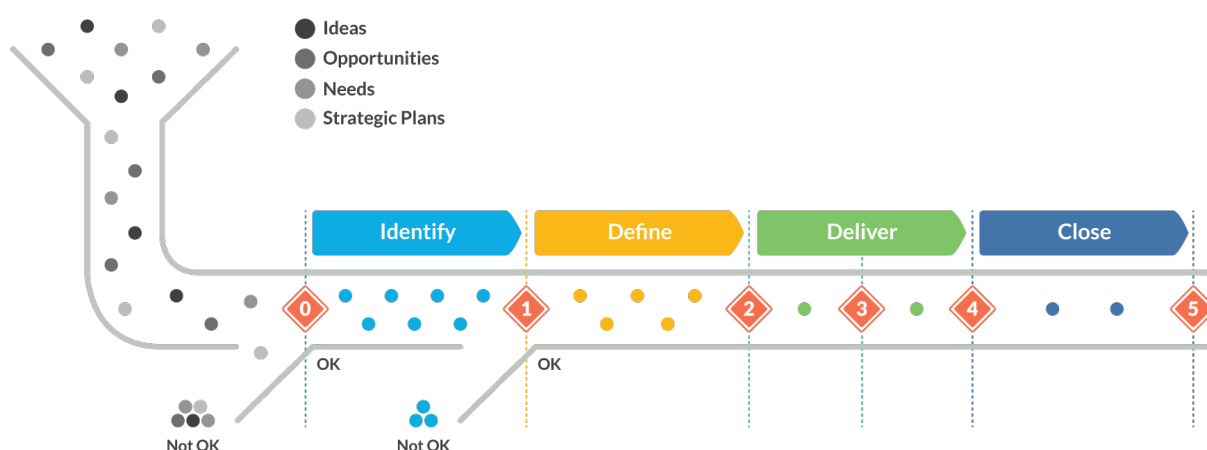 Ideas
Opportunities
Needs
Strategic Plans
Identify
Define
Deliver
Close
0
1
2
3
4
5
OK
OK
Not OK
Not OK